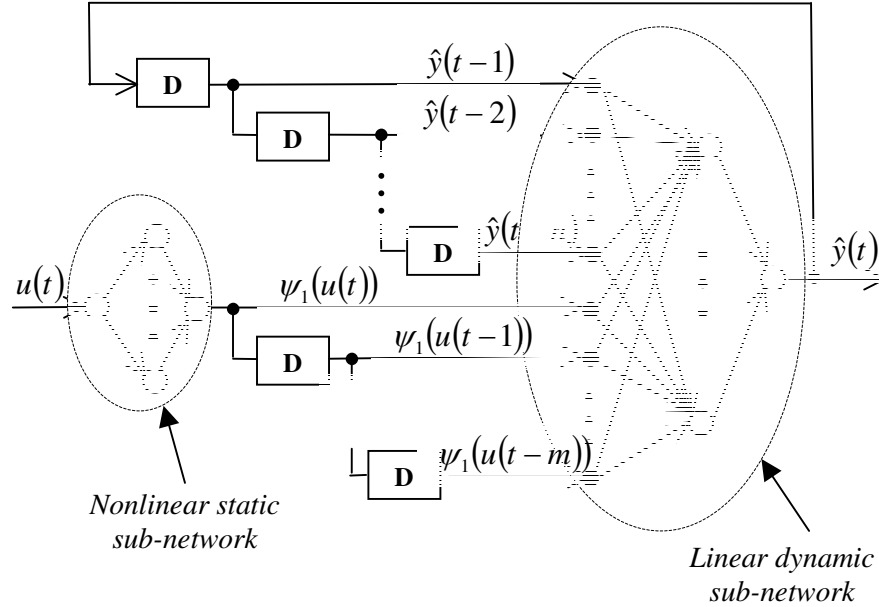 D
ŷ(t−1)
D
ŷ(t−2)
D
ŷ(t
u(t)
ψ₁(u(t))
ŷ(t)
D
ψ₁(u(t−1))
D
ψ₁(u(t−m))
Nonlinear static
sub-network
Linear dynamic
sub-network